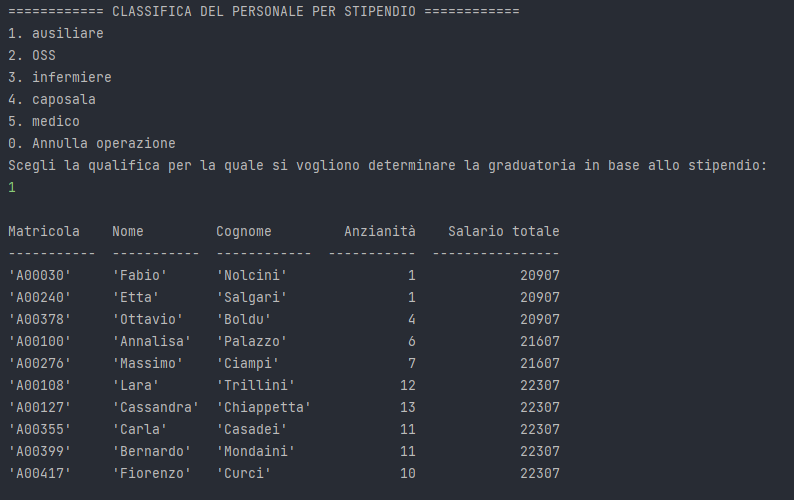 ============ CLASSIFICA DEL PERSONALE PER STIPENDIO ============
1. ausiliare
2. OSS
3. infermiere
4. caposala
5. medico
0. Annulla operazione
Scegli la qualifica per la quale si vogliono determinare la graduatoria in base allo stipendio:
1
Matricola    Nome         Cognome         Anzianità    Salario totale
-----------  -----------  ------------  -----------  ----------------
'A00030'     'Fabio'      'Nolcini'               1             20907
'A00240'     'Etta'       'Salgari'               1             20907
'A00378'     'Ottavio'    'Boldu'                 4             20907
'A00100'     'Annalisa'   'Palazzo'               6             21607
'A00276'     'Massimo'    'Ciampi'                7             21607
'A00108'     'Lara'       'Trillini'             12             22307
'A00127'     'Cassandra'  'Chiappetta'           13             22307
'A00355'     'Carla'      'Casadei'              11             22307
'A00399'     'Bernardo'   'Mondaini'             11             22307
'A00417'     'Fiorenzo'   'Curci'                10             22307